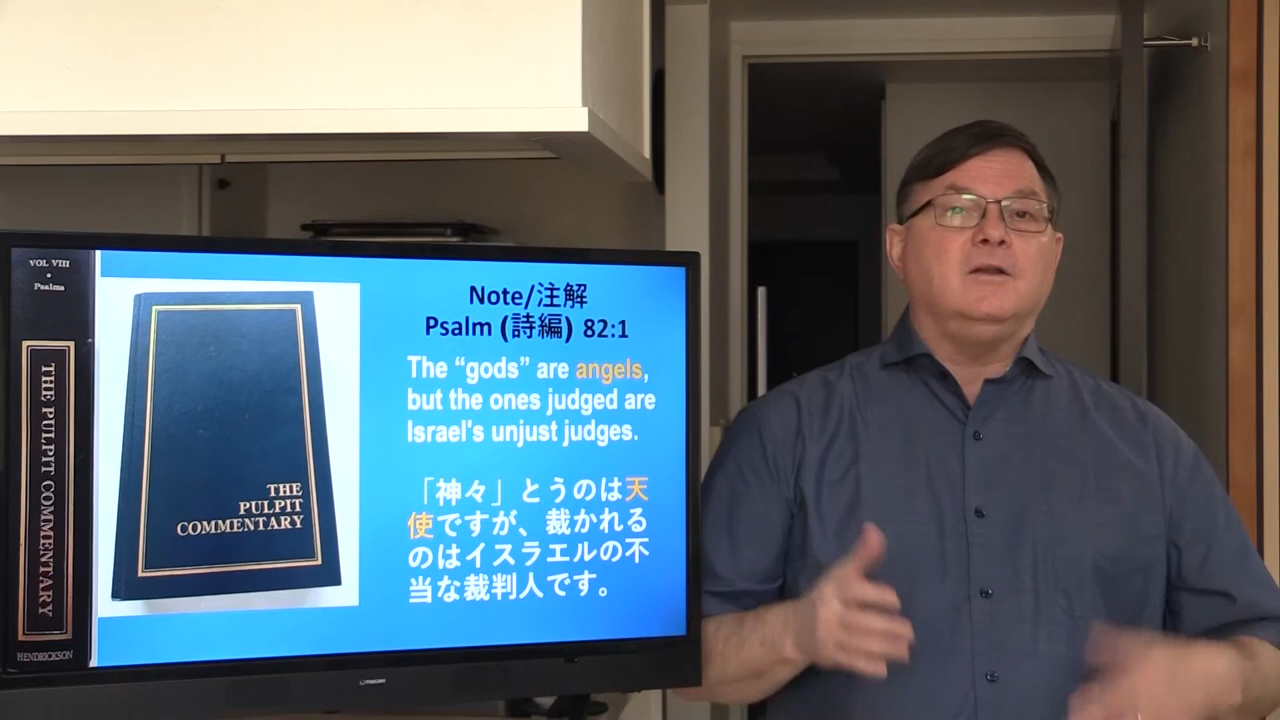 VOL VIII
Psalms
THE PULPIT COMMENTARY
HENDRICKSON
THE
PULPIT
COMMENTARY
Note/注解
Psalm (詩編) 82:1
The “gods” are angels,
but the ones judged are
Israel's unjust judges.
「神々」とうのは天
使ですが、裁かれる
のはイスラエルの不
当な裁判人です。